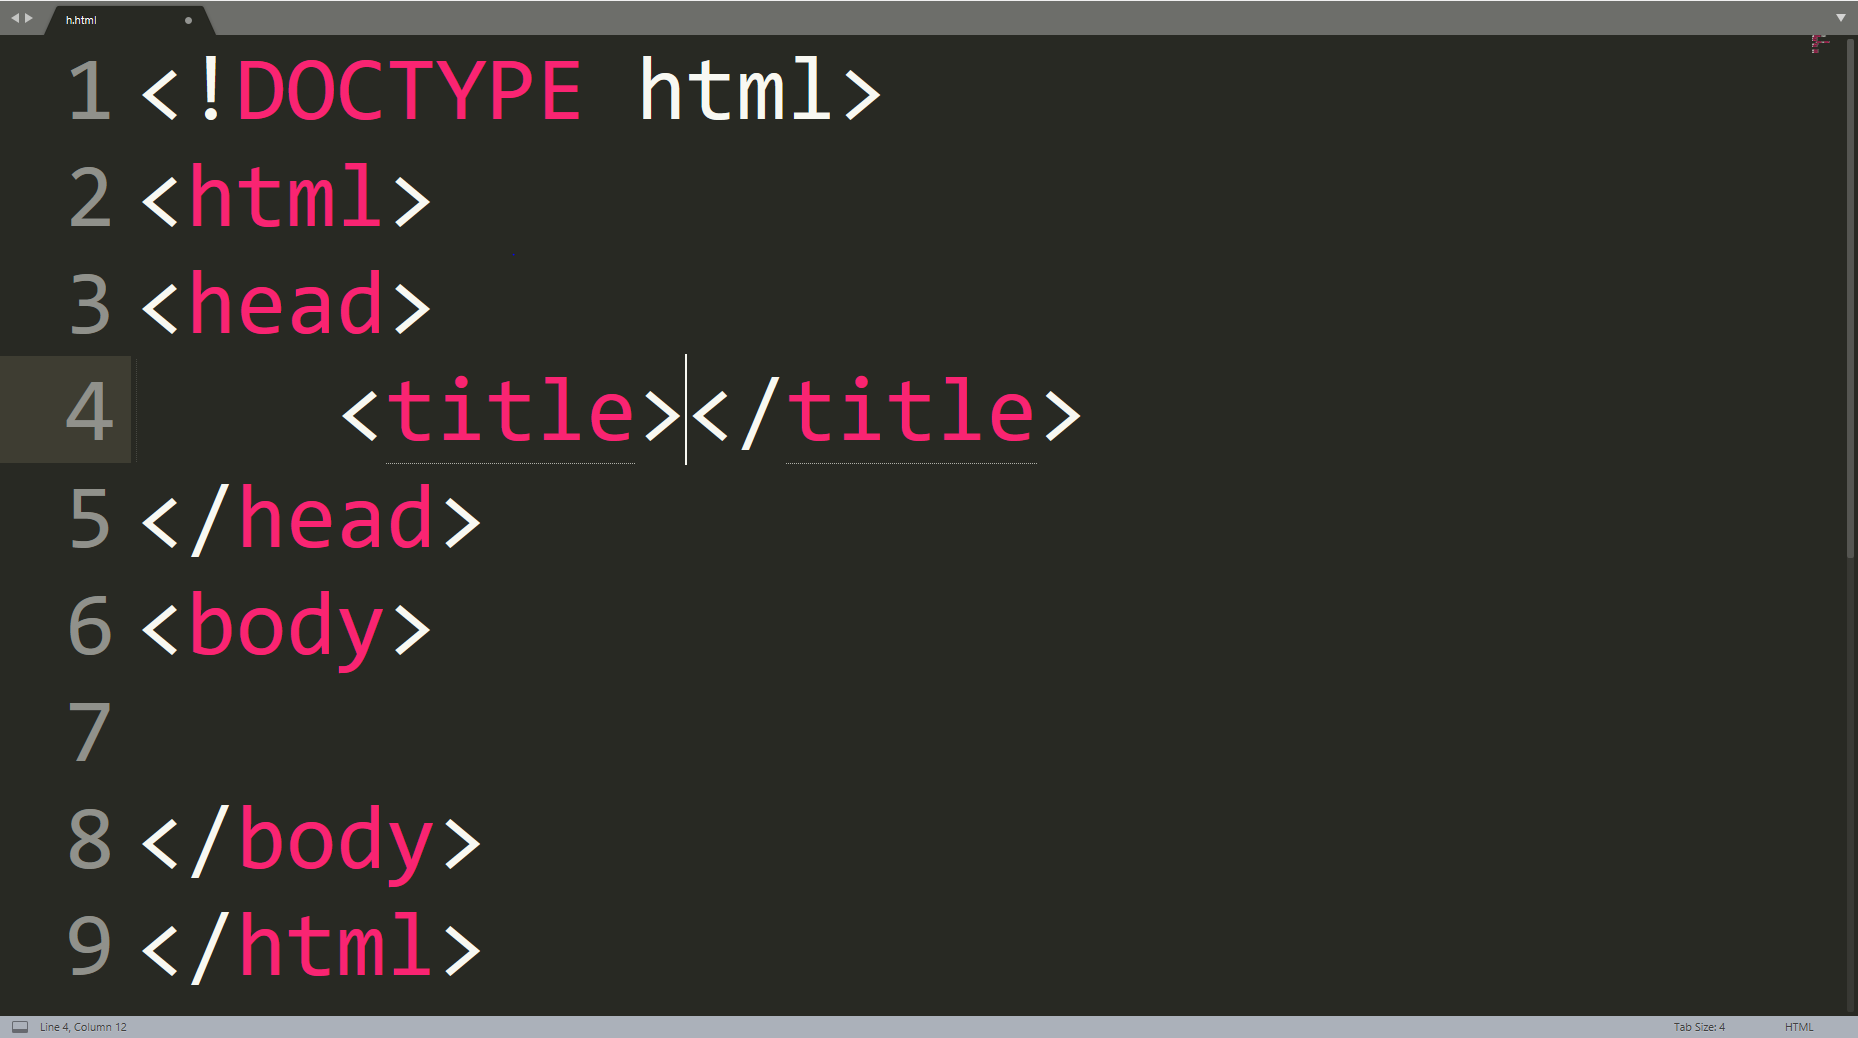 h.html
1 <!DOCTYPE html>
2 <html>
3 <head>
4     <title></title>
5 </head>
6 <body>
7
8 </body>
9 </html>
Line 4, Column 12 Tab Size: 4 HTML